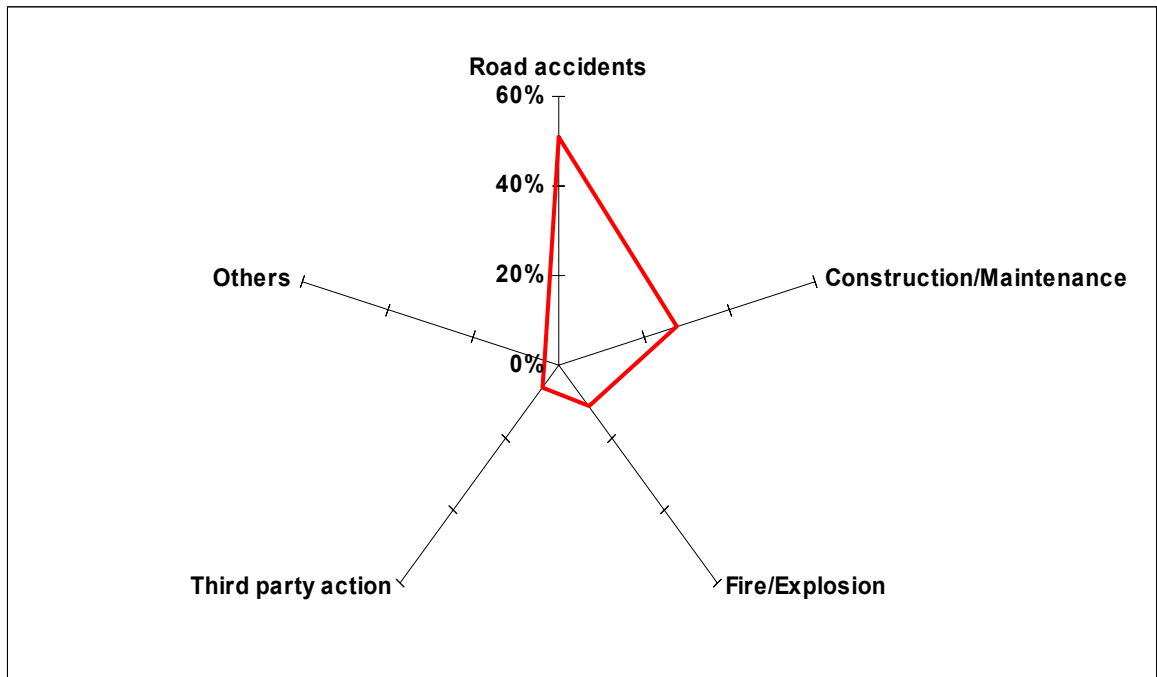 Road accidents
60%
40%
20%
0%
Others
Construction/Maintenance
Third party action
Fire/Explosion